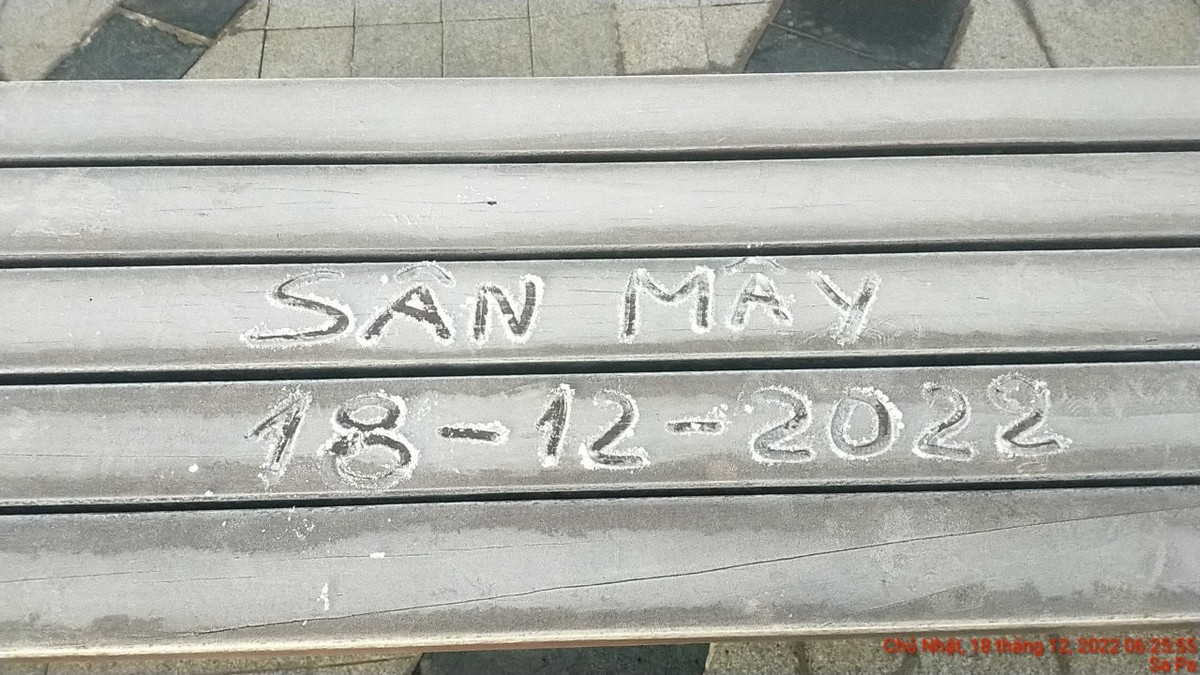 SÂN MÂY
18-12-2022
Chủ Nhật, 18 tháng 12, 2022 06:25:55
Sa Pa